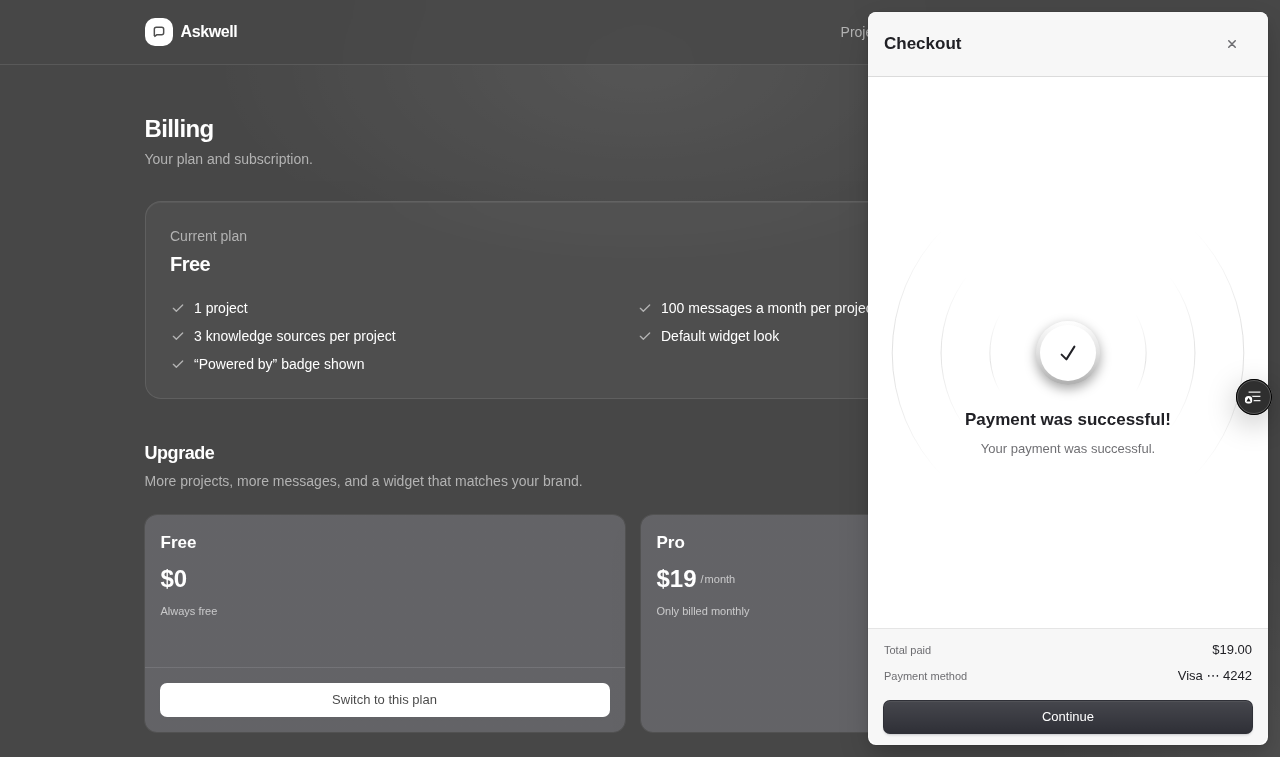 Askwell
Checkout
Billing
Your plan and subscription.
Current plan
Free
1 project
100 messages a month per
3 knowledge sources per project
Default widget look
“Powered by” badge shown
Upgrade
More projects, more messages, and a widget that matches your brand.
Free
$0
Always free
Switch to this plan
Pro
$19 /month
Only billed monthly
Payment was successful!
Your payment was successful.
Total paid
$19.00
Payment method
Visa ⋯ 4242
Continue